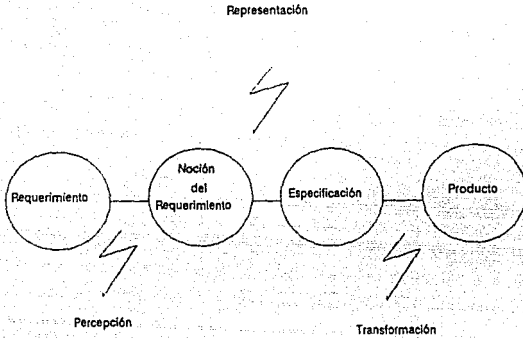 Representación
Requerimiento
Noción
del
Requerimiento
Especificación
Producto
Percepción
Transformación